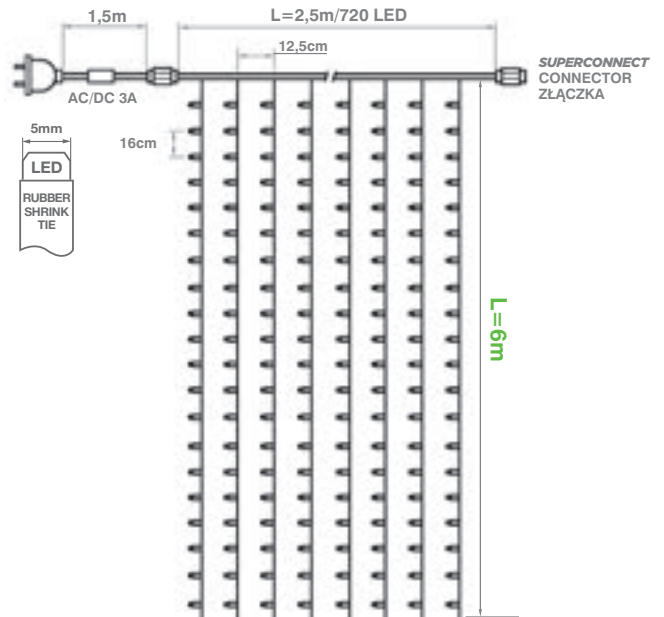 1,5m
L=2,5m/720 LED
12,5cm
AC/DC 3A
SUPERCONNECT
CONNECTOR
ZŁĄCZKA
5mm
LED
RUBBER
SHRINK
TIE
16cm
L=6m